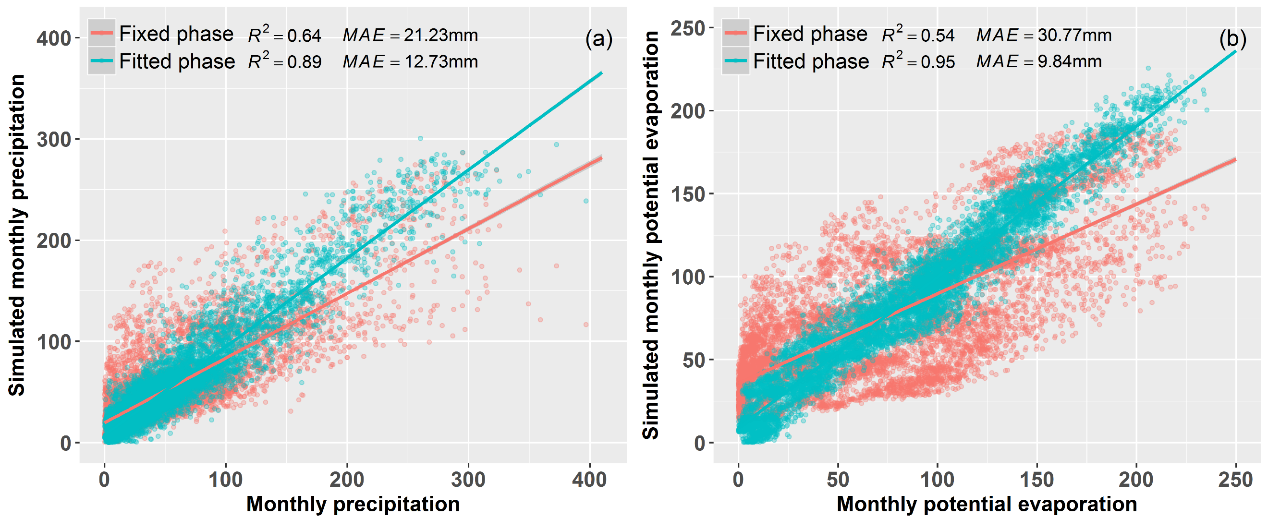 Fixed phase R² = 0.64 MAE = 21.23mm
Fitted phase R² = 0.89 MAE = 12.73mm
(a)
400
300
200
100
0
0 100 200 300 400
Simulated monthly precipitation
Monthly precipitation
Fixed phase R² = 0.54 MAE = 30.77mm
Fitted phase R² = 0.95 MAE = 9.84mm
(b)
250
200
150
100
50
0
0 50 100 150 200 250
Simulated monthly potential evaporation
Monthly potential evaporation